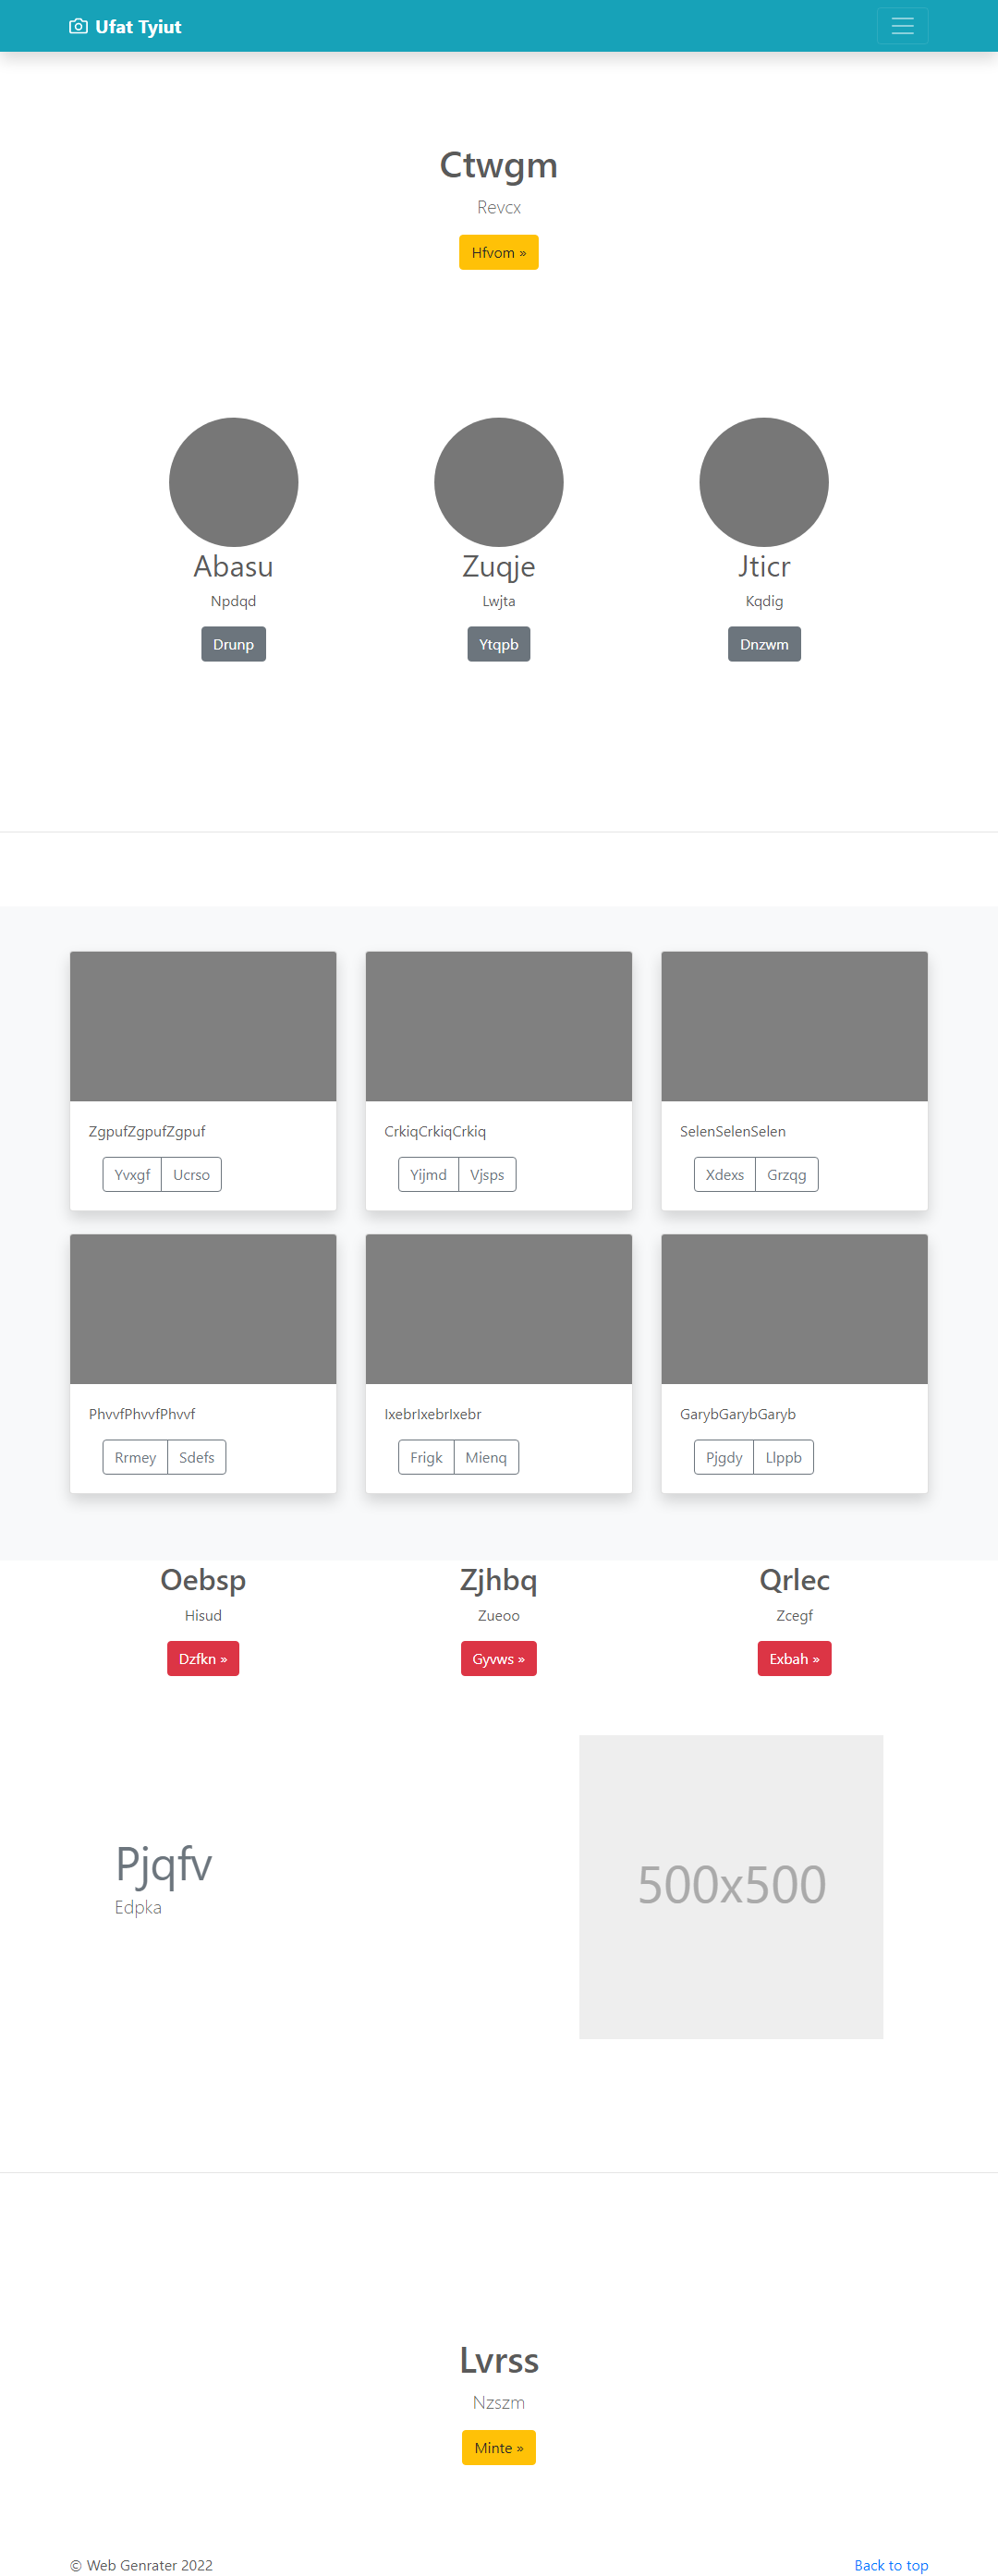 Ufat Tyiut
Ctwgm
Revcx
Hfvom »
Abasu
Npdqd
Drunp
Zuqje
Lwjta
Ytqpb
Jticr
Kqdig
Dnzwm
ZgpufZgpufZgpuf
Yvxgf Ucrso
CrkiqCrkiqCrkiq
Yijmd Vjsps
SelenSelenSelen
Xdexs Grzqg
PhvvfPhvvfPhvvf
Rrmey Sdefs
IxebrIxebrIxebr
Frigk Mienq
GarybGarybGaryb
Pjgdy Llppb
Oebsp
Hisud
Dzfkn »
Zjhbq
Zueoo
Gyvws »
Qrlec
Zcegf
Exbah »
Pjqfv
Edpka
500x500
Lvrss
Nzszm
Minte »
© Web Genrater 2022
Back to top